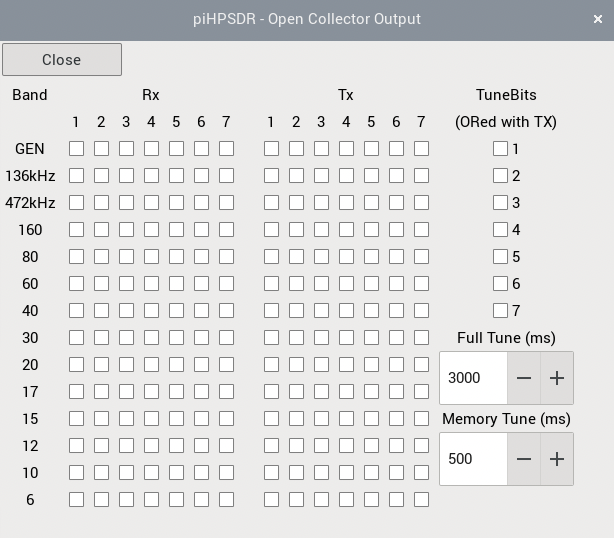 piHPSDR - Open Collector Output ×
Close
Band Rx Tx TuneBits
1 2 3 4 5 6 7 1 2 3 4 5 6 7 (ORed with TX)
GEN 1
136kHz 2
472kHz 3
160 4
80 5
60 6
40 7
30 Full Tune (ms)
20
3000 − +
17
15 Memory Tune (ms)
12
500 − +
10
6